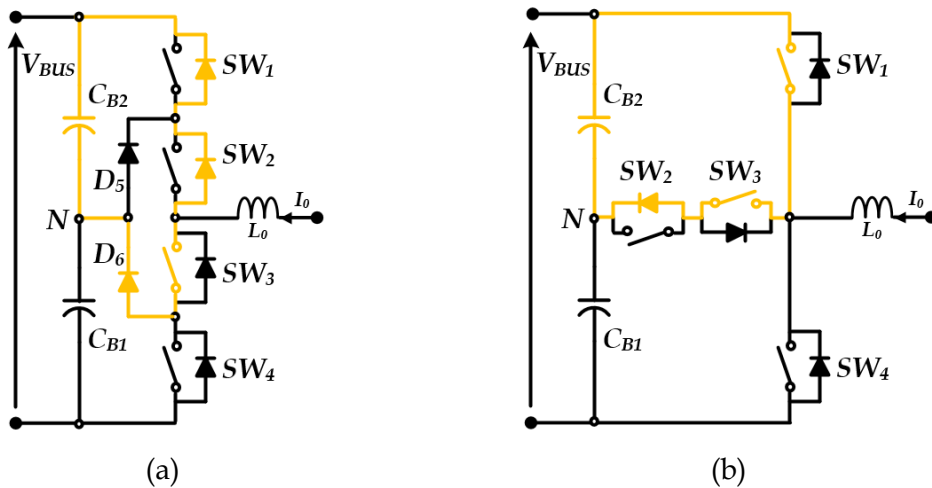 V_BUS
C_B2
SW_1
SW_2
D_5
N
D_6
L_0
I_0
SW_3
C_B1
SW_4
(a)
V_BUS
C_B2
SW_1
SW_2
SW_3
N
L_0
I_0
C_B1
SW_4
(b)